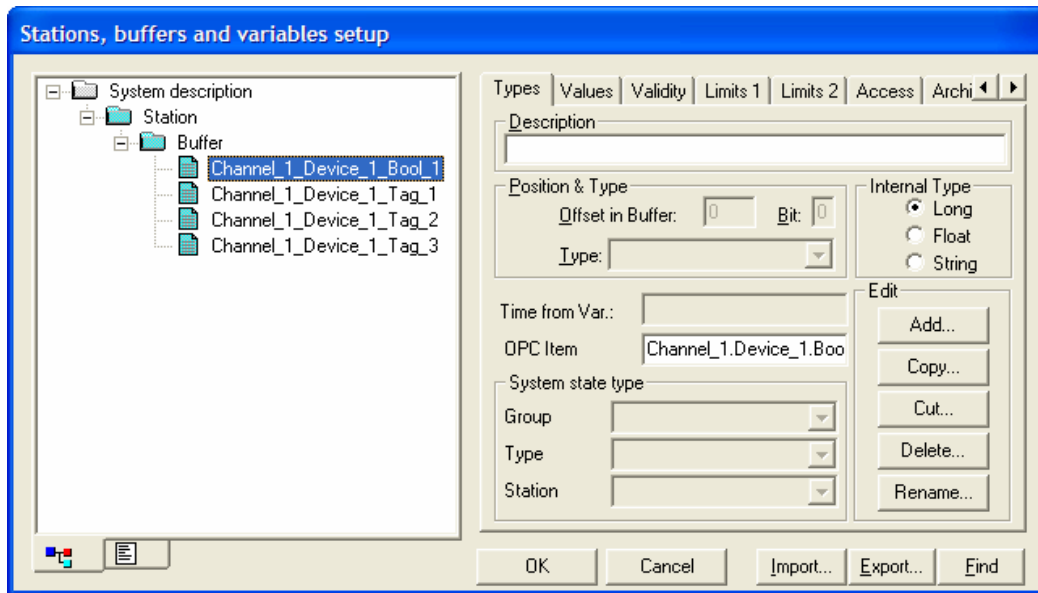 Stations, buffers and variables setup
System description
Station
Buffer
Channel_1_Device_1_Bool_1
Channel_1_Device_1_Tag_1
Channel_1_Device_1_Tag_2
Channel_1_Device_1_Tag_3
Types Values Validity Limits 1 Limits 2 Access Archi
Description
Position & Type
Offset in Buffer: 0 Bit: 0
Type:
Internal Type
Long
Float
String
Time from Var.:
OPC Item Channel_1.Device_1.Boo
System state type
Group
Type
Station
Edit
Add...
Copy...
Cut...
Delete...
Rename...
OK Cancel Import... Export... Find